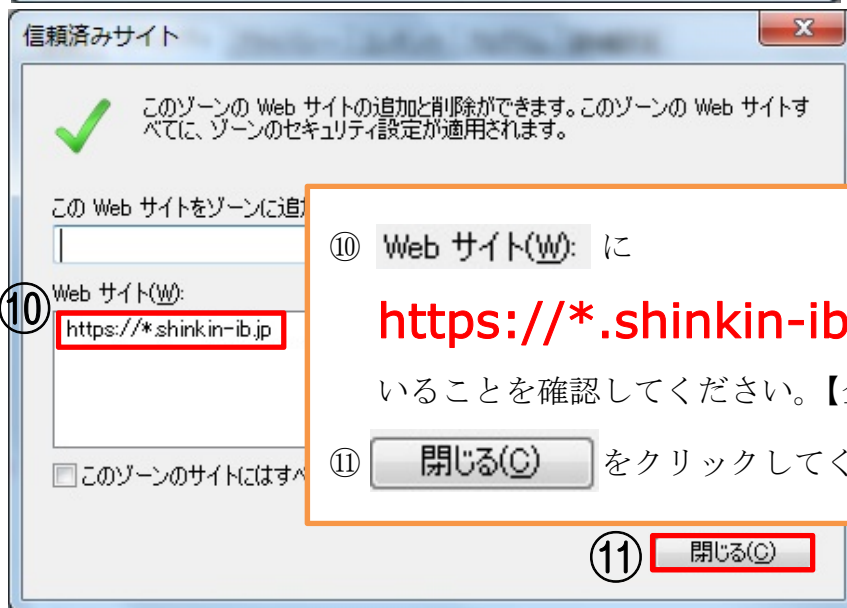 信頼済みサイト
このゾーンの Web サイトの追加と削除ができます。このゾーンの Web サイトす
べてに、ゾーンのセキュリティ設定が適用されます。
この Web サイトをゾーンに追
⑩ Web サイト(W): に
https://*.shinkin-ib
いることを確認してください。【
⑪ 閉じる(C) をクリックしてく
⑩
Web サイト(W):
https://*.shinkin-ib.jp
このゾーンのサイトにはすべ
⑪ 閉じる(C)